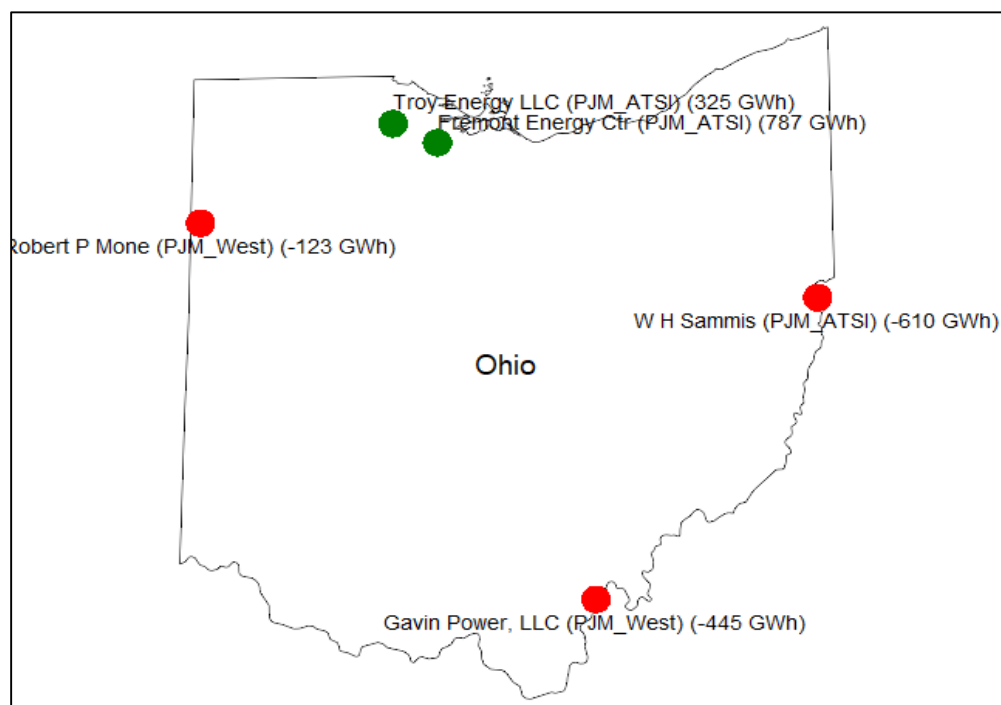 Troy Energy LLC (PJM_ATSI) (325 GWh)
Fremont Energy Ctr (PJM_ATSI) (787 GWh)
Robert P Mone (PJM_West) (-123 GWh)
W H Sammis (PJM_ATSI) (-610 GWh)
Ohio
Gavin Power, LLC (PJM_West) (-445 GWh)